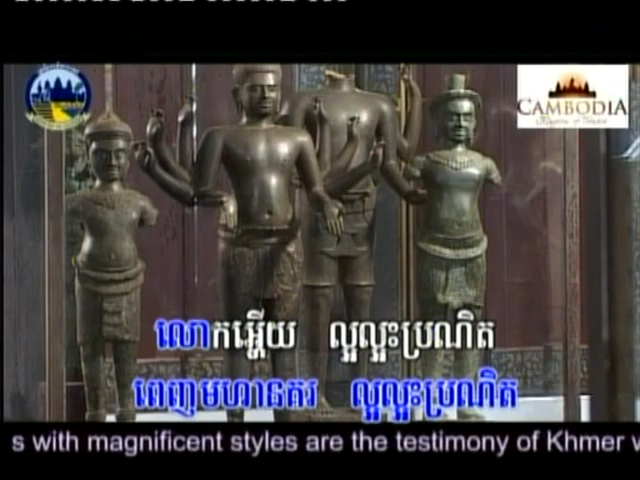 CAMBODIA
លោកអ្ហើយ ល្អល្អះប្រណិត
ពេញមហានគរ ល្អល្អះប្រណិត
s with magnificent styles are the testimony of Khmer w